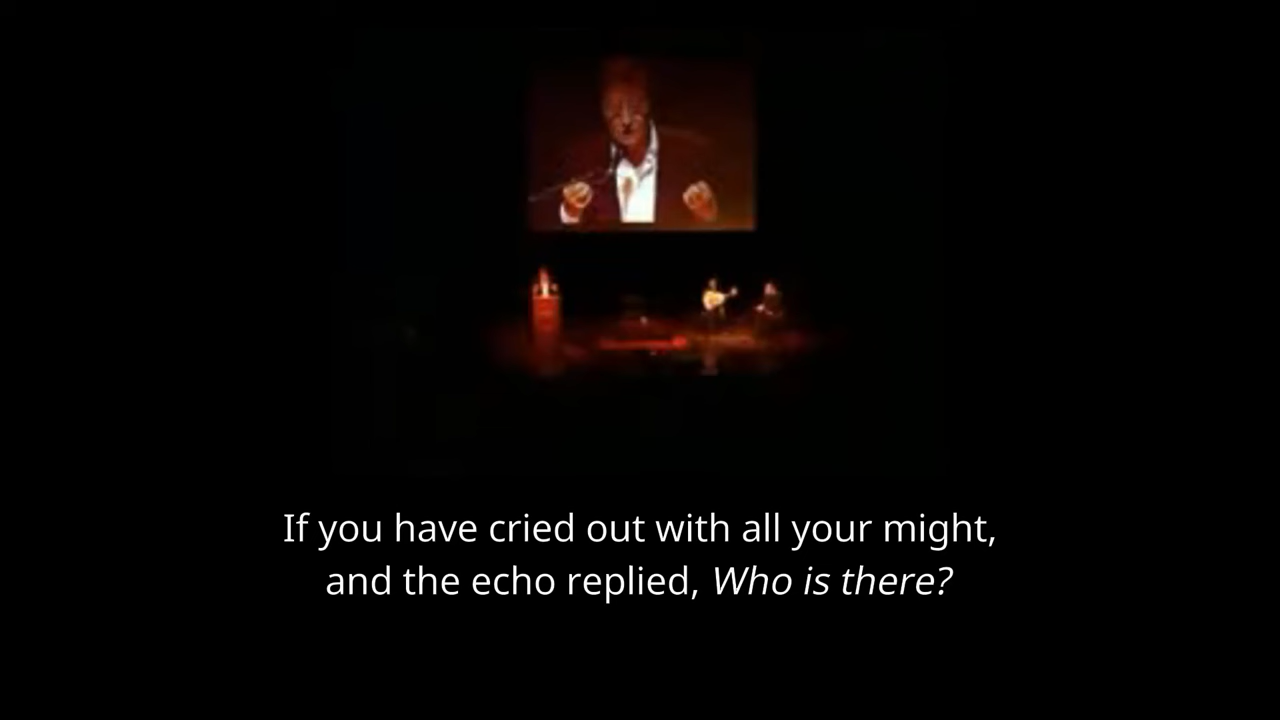 If you have cried out with all your might,
and the echo replied, Who is there?